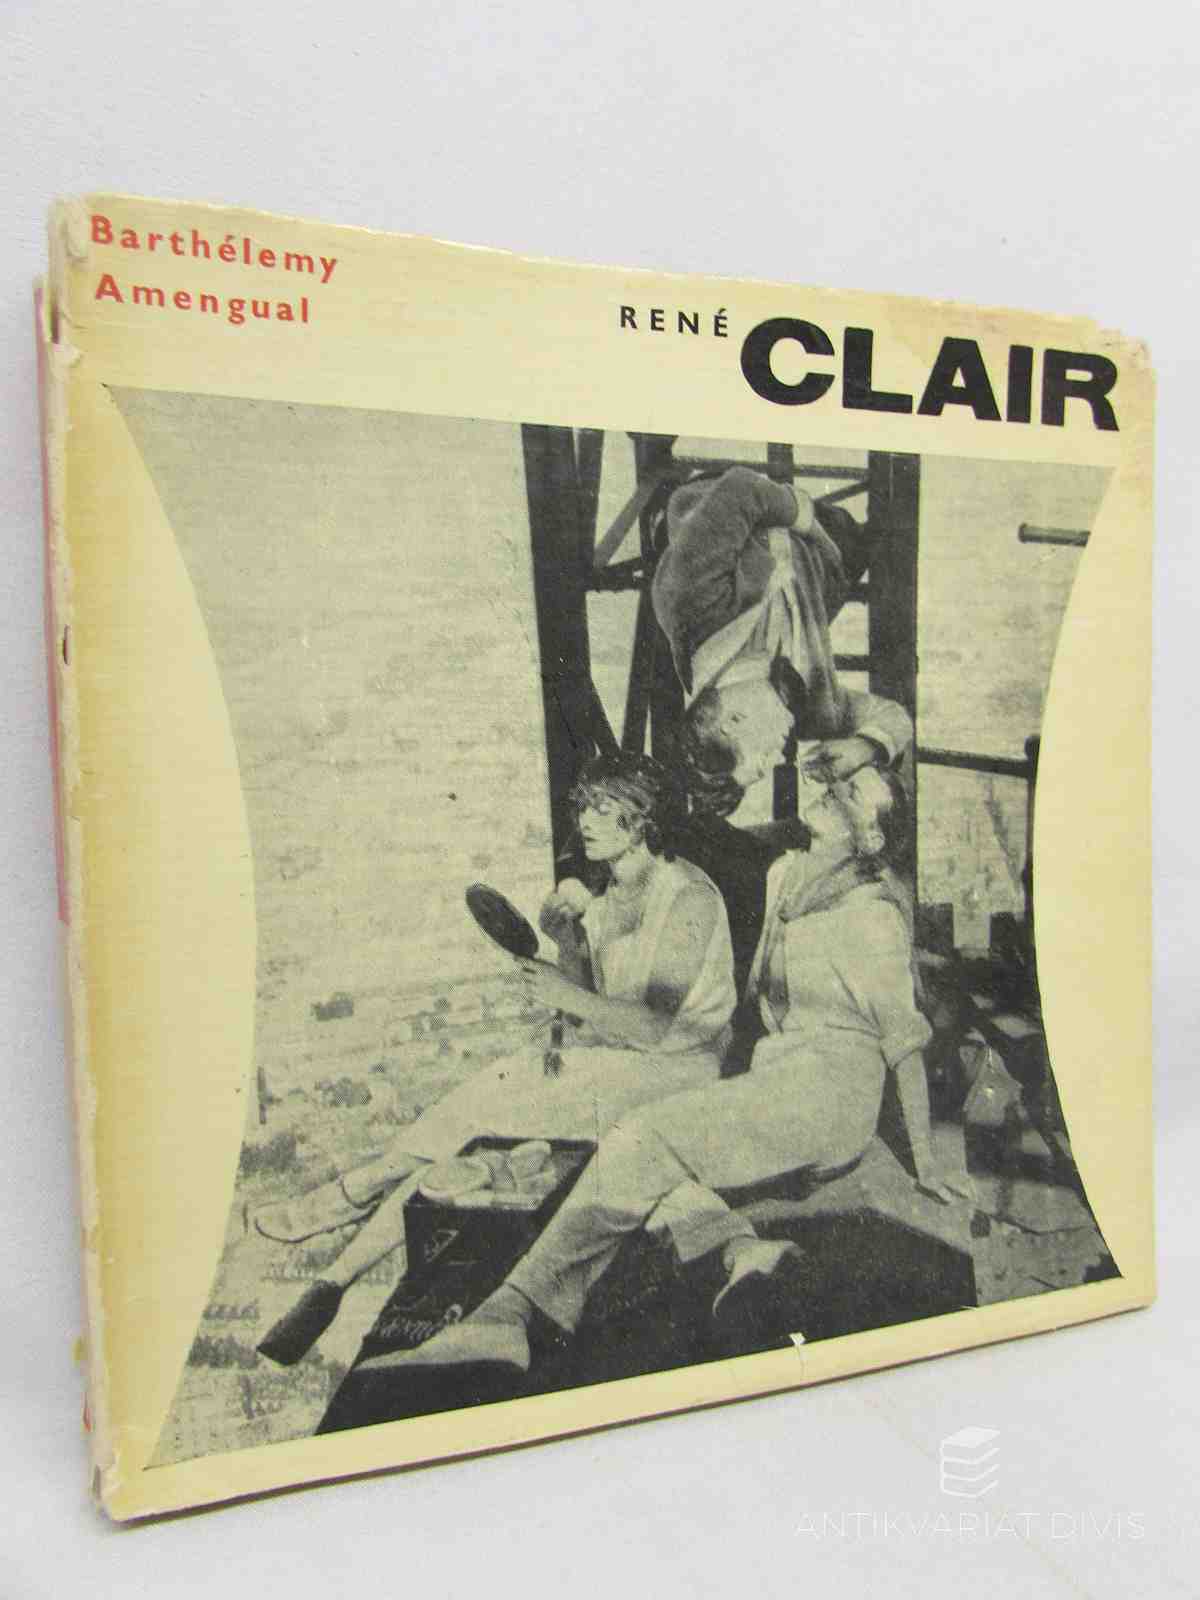 Barthélemy
Amengual
RENÉ
CLAIR
ANTIKVARIAT DIVIS